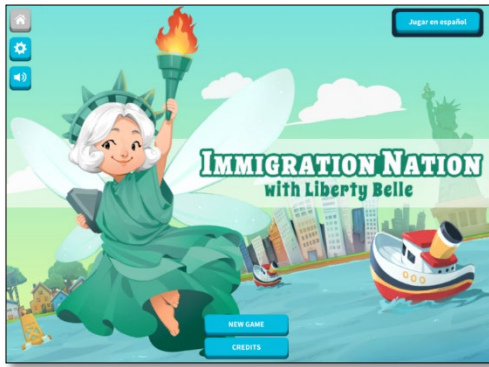 Jugar en español
IMMIGRATION NATION
with Liberty Belle
NEW GAME
CREDITS